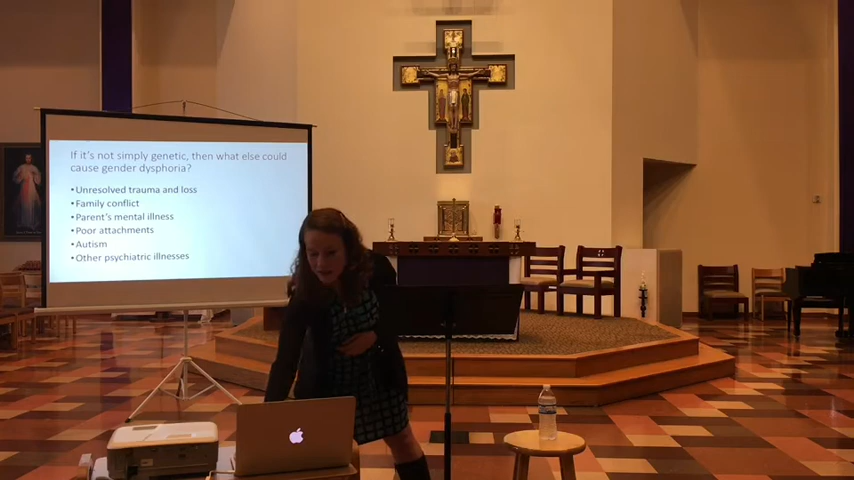 If it's not simply genetic, then what else could
cause gender dysphoria?
•Unresolved trauma and loss
•Family conflict
•Parent's mental illness
•Poor attachments
•Autism
•Other psychiatric illnesses